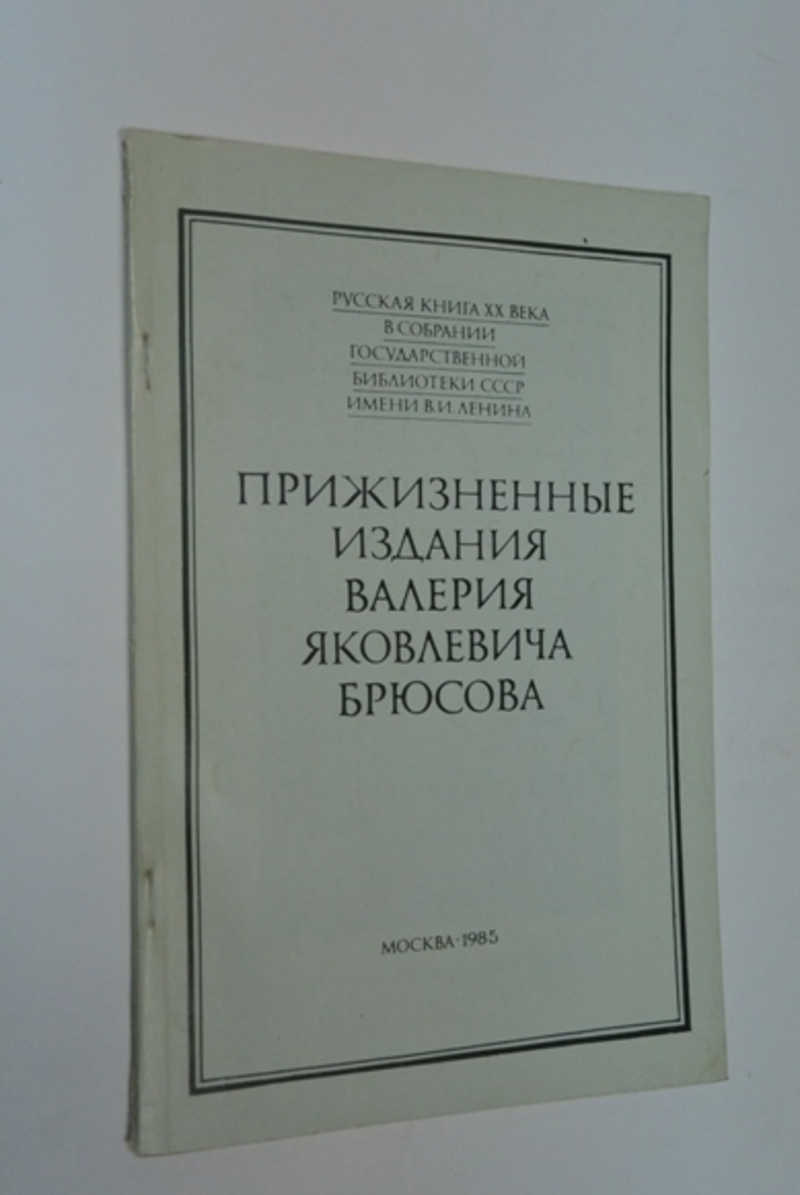 РУССКАЯ КНИГА XX ВЕКА
В СОБРАНИИ
ГОСУДАРСТВЕННОЙ
БИБЛИОТЕКИ СССР
ИМЕНИ В.И. ЛЕНИНА
ПРИЖИЗНЕННЫЕ
ИЗДАНИЯ
ВАЛЕРИЯ
ЯКОВЛЕВИЧА
БРЮСОВА
МОСКВА·1985